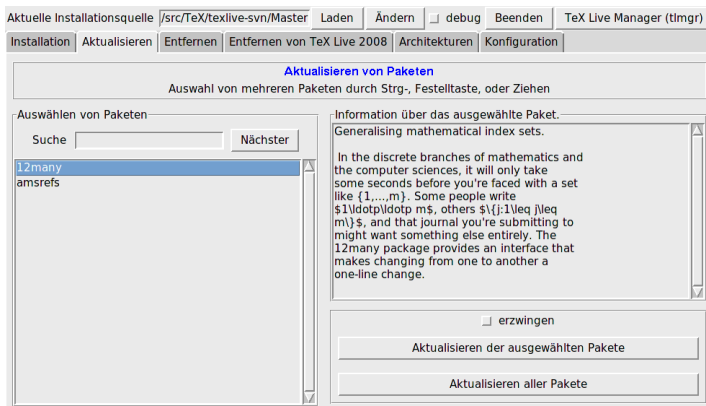 Aktuelle Installationsquelle /src/TeX/texlive-svn/Master Laden Ändern debug Beenden TeX Live Manager (tlmgr)
Installation Aktualisieren Entfernen Entfernen von TeX Live 2008 Architekturen Konfiguration
Aktualisieren von Paketen
Auswahl von mehreren Paketen durch Strg-, Festelltaste, oder Ziehen
Auswählen von Paketen
Suche Nächster
12many
amsrefs
Information über das ausgewählte Paket.
Generalising mathematical index sets.
In the discrete branches of mathematics and
the computer sciences, it will only take
some seconds before you're faced with a set
like {1,...,m}. Some people write
$1\ldotp\ldotp m$, others $\{j:1\leq j\leq
m\}$, and that journal you're submitting to
might want something else entirely. The
12many package provides an interface that
makes changing from one to another a
one-line change.
erzwingen
Aktualisieren der ausgewählten Pakete
Aktualisieren aller Pakete